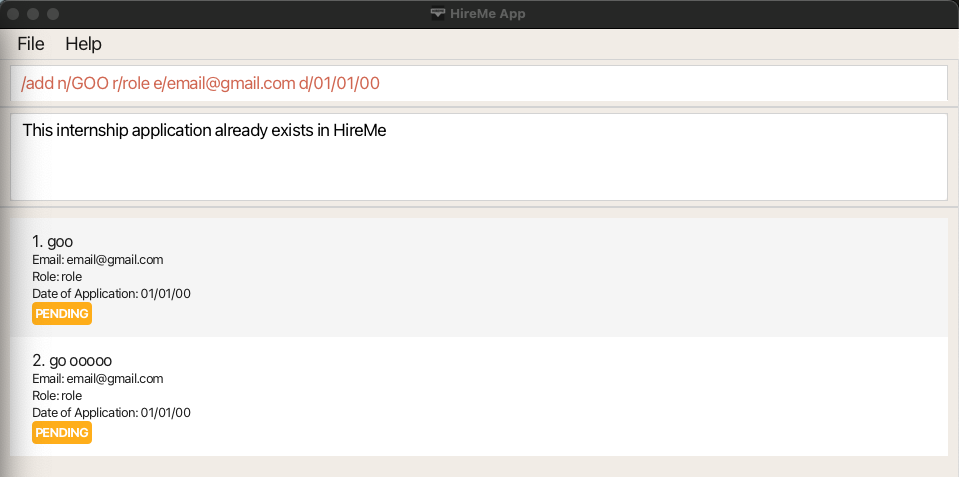 HireMe App
File Help
/add n/GOO r/role e/email@gmail.com d/01/01/00
This internship application already exists in HireMe
1. goo
Email: email@gmail.com
Role: role
Date of Application: 01/01/00
PENDING
2. go ooooo
Email: email@gmail.com
Role: role
Date of Application: 01/01/00
PENDING